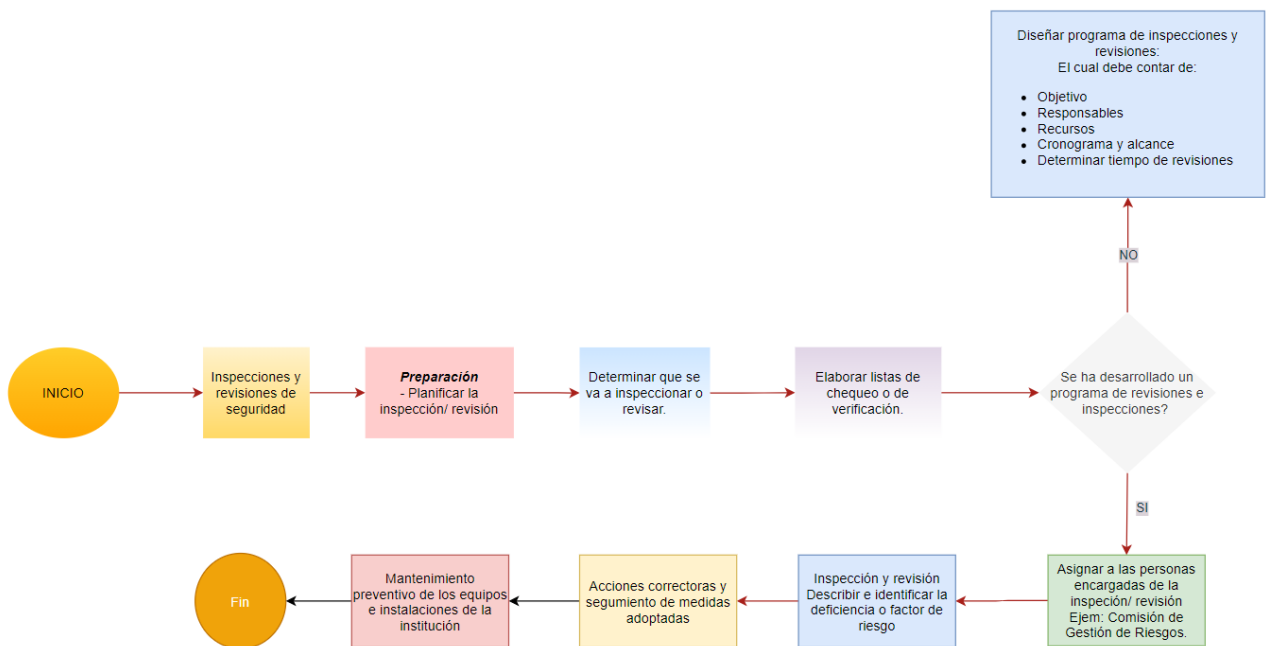 Diseñar programa de inspecciones y
revisiones:
El cual debe contar de:
• Objetivo
• Responsables
• Recursos
• Cronograma y alcance
• Determinar tiempo de revisiones
NO
INICIO
Inspecciones y
revisiones de
seguridad
Preparación
- Planificar la
inspección/ revisión
Determinar que se
va a inspeccionar o
revisar.
Elaborar listas de
chequeo o de
verificación.
Se ha desarrollado un
programa de revisiones e
inspecciones?
SI
Asignar a las personas
encargadas de la
inspeción/ revisión
Ejem: Comisión de
Gestión de Riesgos.
Inspección y revisión
Describir e identificar la
deficiencia o factor de
riesgo
Acciones correctoras y
segumiento de medidas
adoptadas
Mantenimiento
preventivo de los equipos
e instalaciones de la
institución
Fin